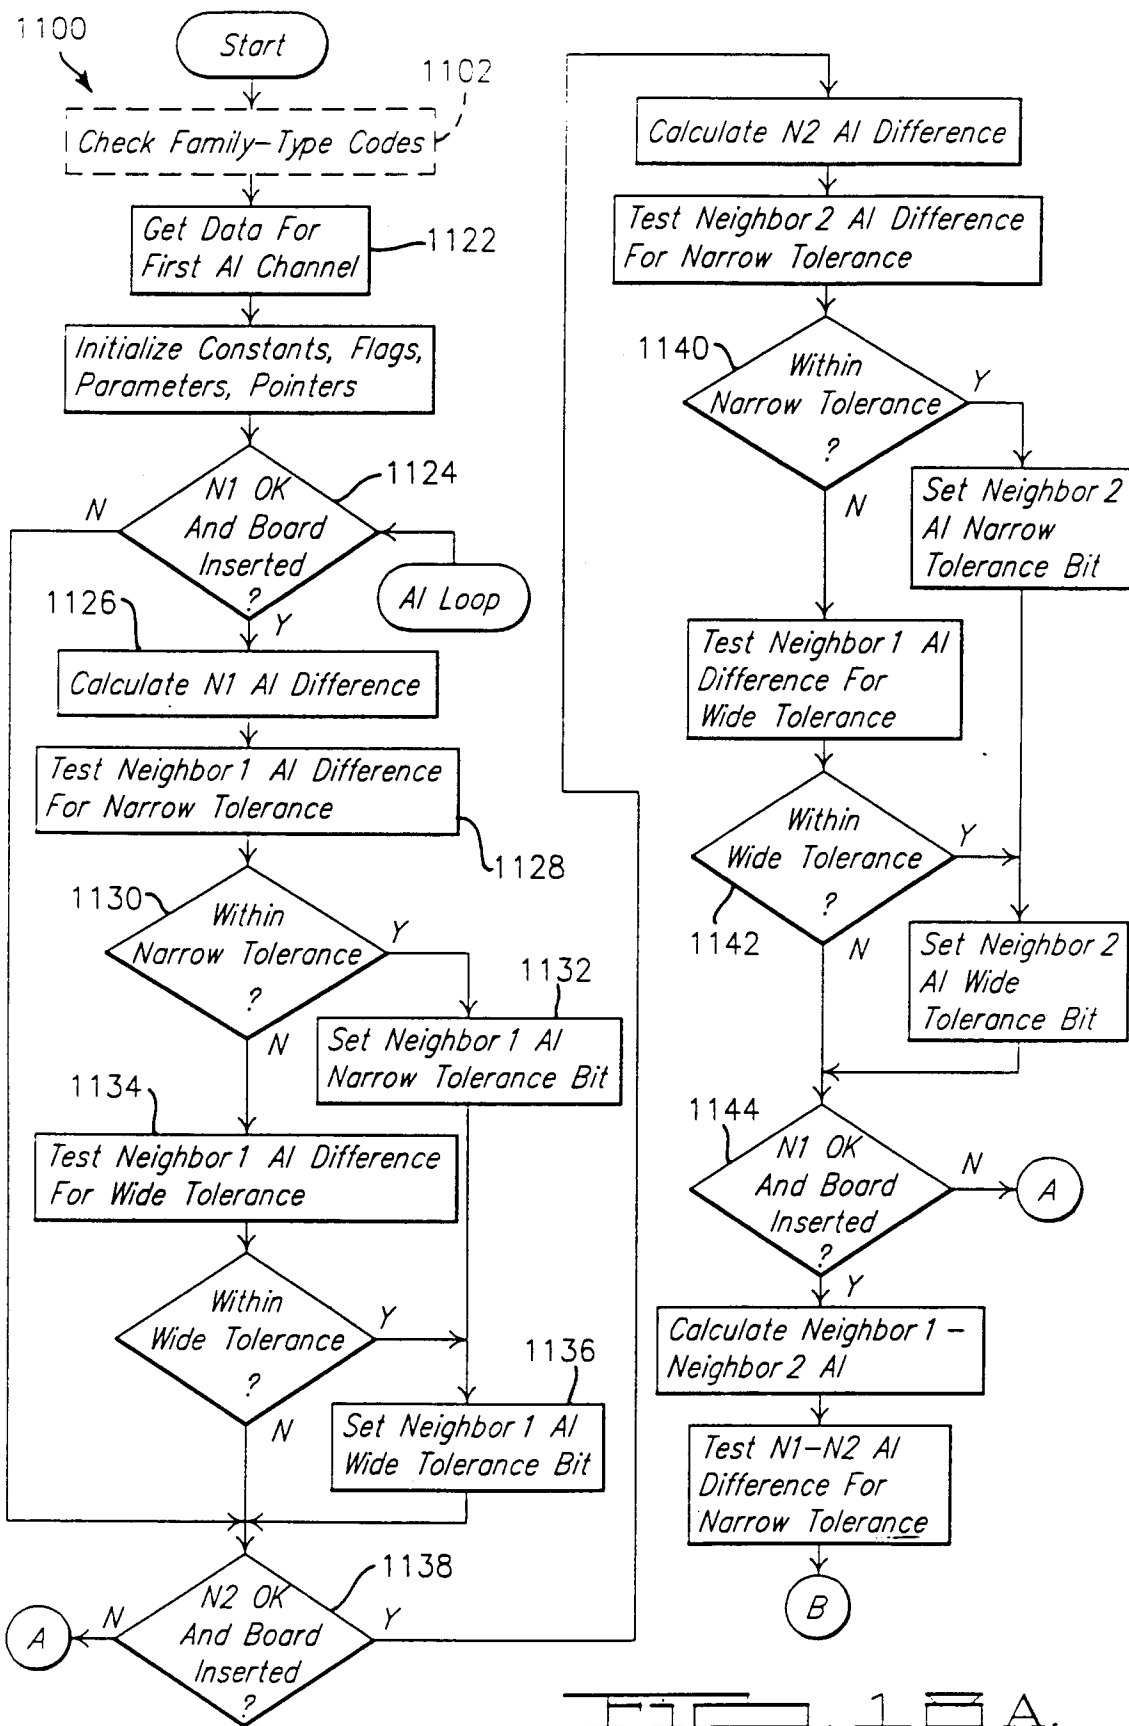 1100
Start
1102
Check Family-Type Codes
Get Data For
First AI Channel
1122
Initialize Constants, Flags,
Parameters, Pointers
N1 OK
And Board
Inserted
?
1124
N
Y
AI Loop
1126
Calculate N1 AI Difference
Test Neighbor 1 AI Difference
For Narrow Tolerance
1128
1130
Within
Narrow Tolerance
?
Y
N
1132
Set Neighbor 1 AI
Narrow Tolerance Bit
1134
Test Neighbor 1 AI Difference
For Wide Tolerance
Within
Wide Tolerance
?
Y
N
1136
Set Neighbor 1 AI
Wide Tolerance Bit
1138
N2 OK
And Board
Inserted
?
N
Y
A
Calculate N2 AI Difference
Test Neighbor 2 AI Difference
For Narrow Tolerance
1140
Within
Narrow Tolerance
?
Y
N
Set Neighbor 2
AI Narrow
Tolerance Bit
Test Neighbor 1 AI
Difference For
Wide Tolerance
Within
Wide Tolerance
?
Y
1142
N
Set Neighbor 2
AI Wide
Tolerance Bit
1144
N1 OK
And Board
Inserted
?
N
A
Y
Calculate Neighbor 1 -
Neighbor 2 AI
Test N1-N2 AI
Difference For
Narrow Tolerance
B